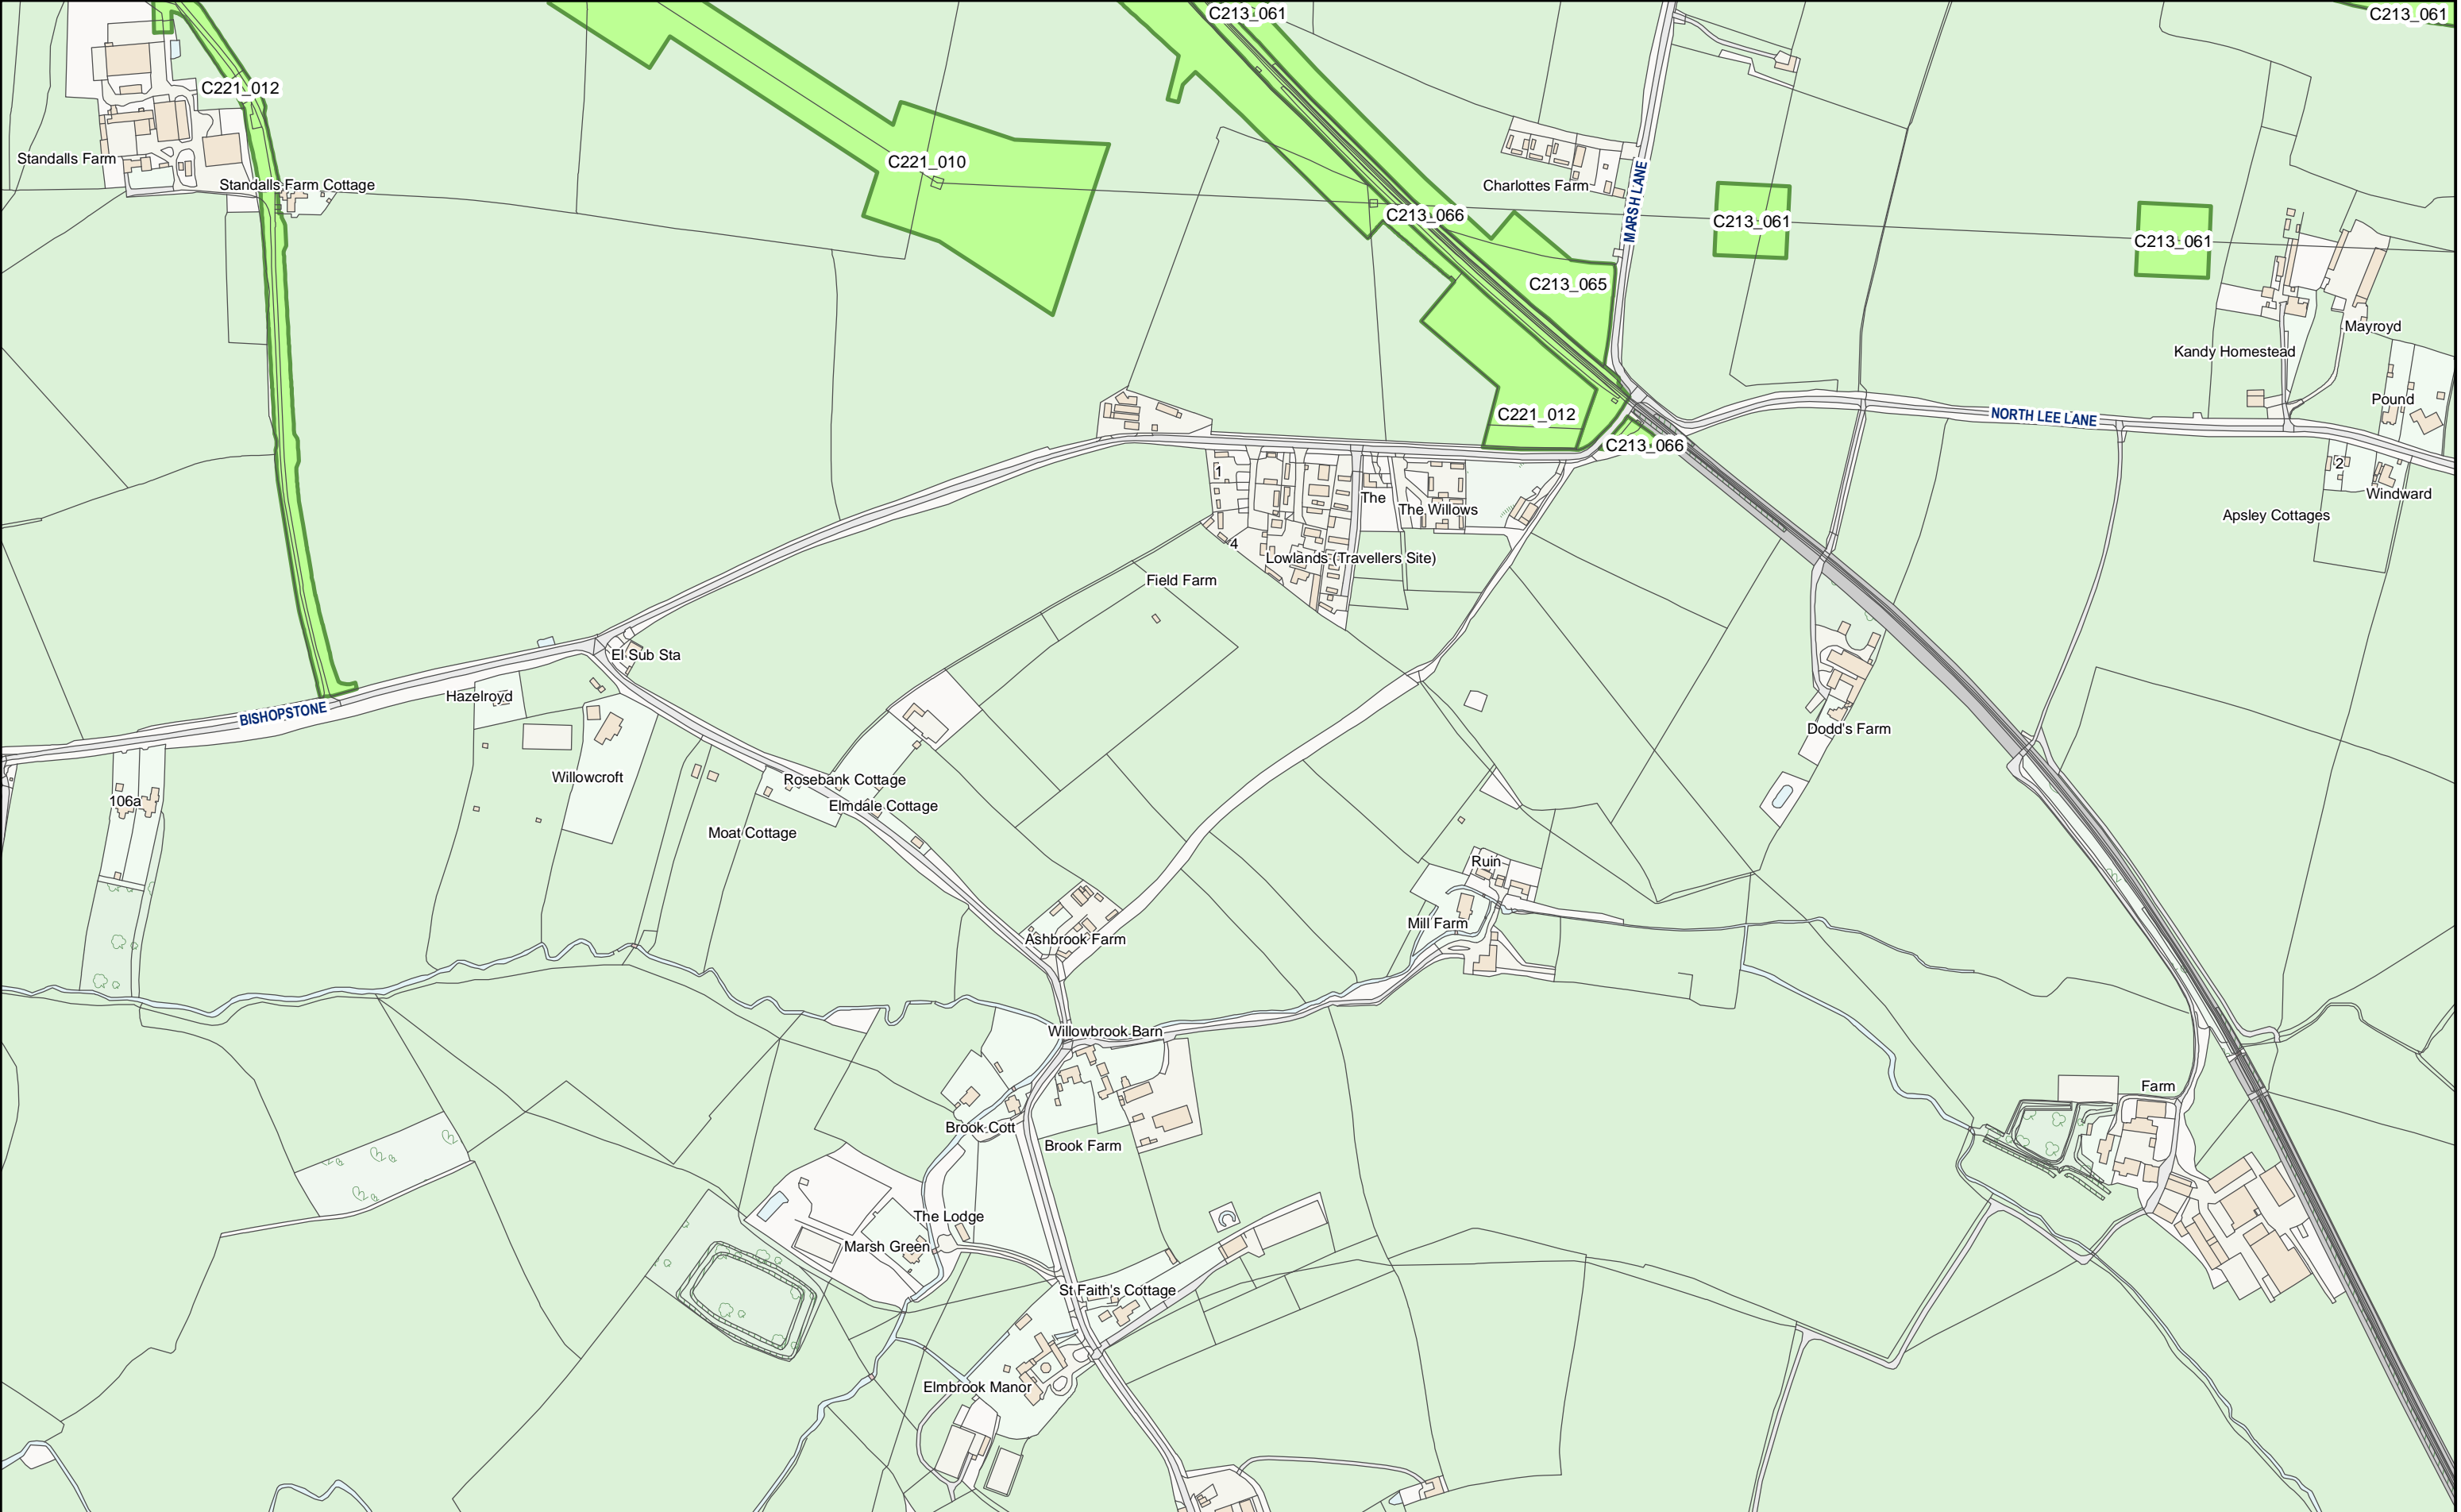 C213_061
C213_061
C221_012
Standalls Farm
C221_010
Standalls Farm Cottage
Charlottes Farm
MARSH LANE
C213_066
C213_061
C213_061
C213_065
Mayroyd
Kandy Homestead
Pound
C221_012
NORTH LEE LANE
C213_066
1
2
The
The Willows
Windward
Apsley Cottages
4
Lowlands (Travellers Site)
Field Farm
El Sub Sta
Hazelroyd
BISHOPSTONE
Dodd's Farm
Willowcroft
Rosebank Cottage
106a
Elmdale Cottage
Moat Cottage
Ruin
Mill Farm
Ashbrook Farm
Willowbrook Barn
Farm
Brook Cott
Brook Farm
The Lodge
Marsh Green
St Faith's Cottage
Elmbrook Manor